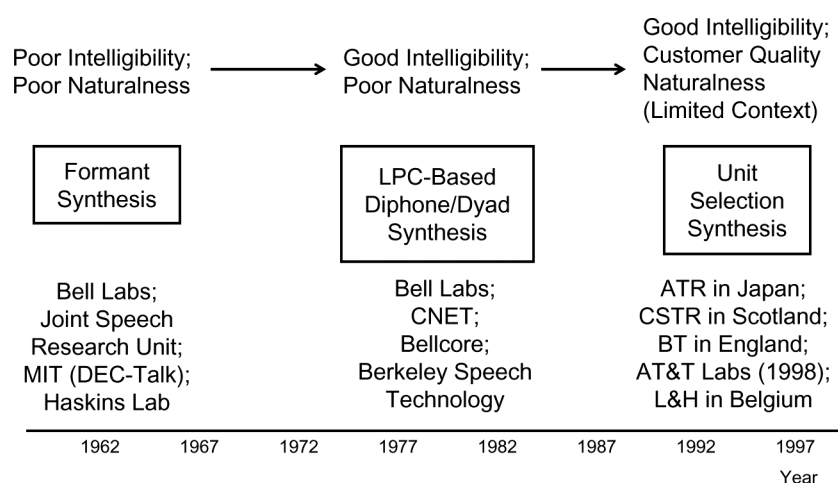 Poor Intelligibility;
Poor Naturalness
Good Intelligibility;
Poor Naturalness
Good Intelligibility;
Customer Quality
Naturalness
(Limited Context)
Formant
Synthesis
LPC-Based
Diphone/Dyad
Synthesis
Unit
Selection
Synthesis
Bell Labs;
Joint Speech
Research Unit;
MIT (DEC-Talk);
Haskins Lab
Bell Labs;
CNET;
Bellcore;
Berkeley Speech
Technology
ATR in Japan;
CSTR in Scotland;
BT in England;
AT&T Labs (1998);
L&H in Belgium
1962 1967 1972 1977 1982 1987 1992 1997
Year